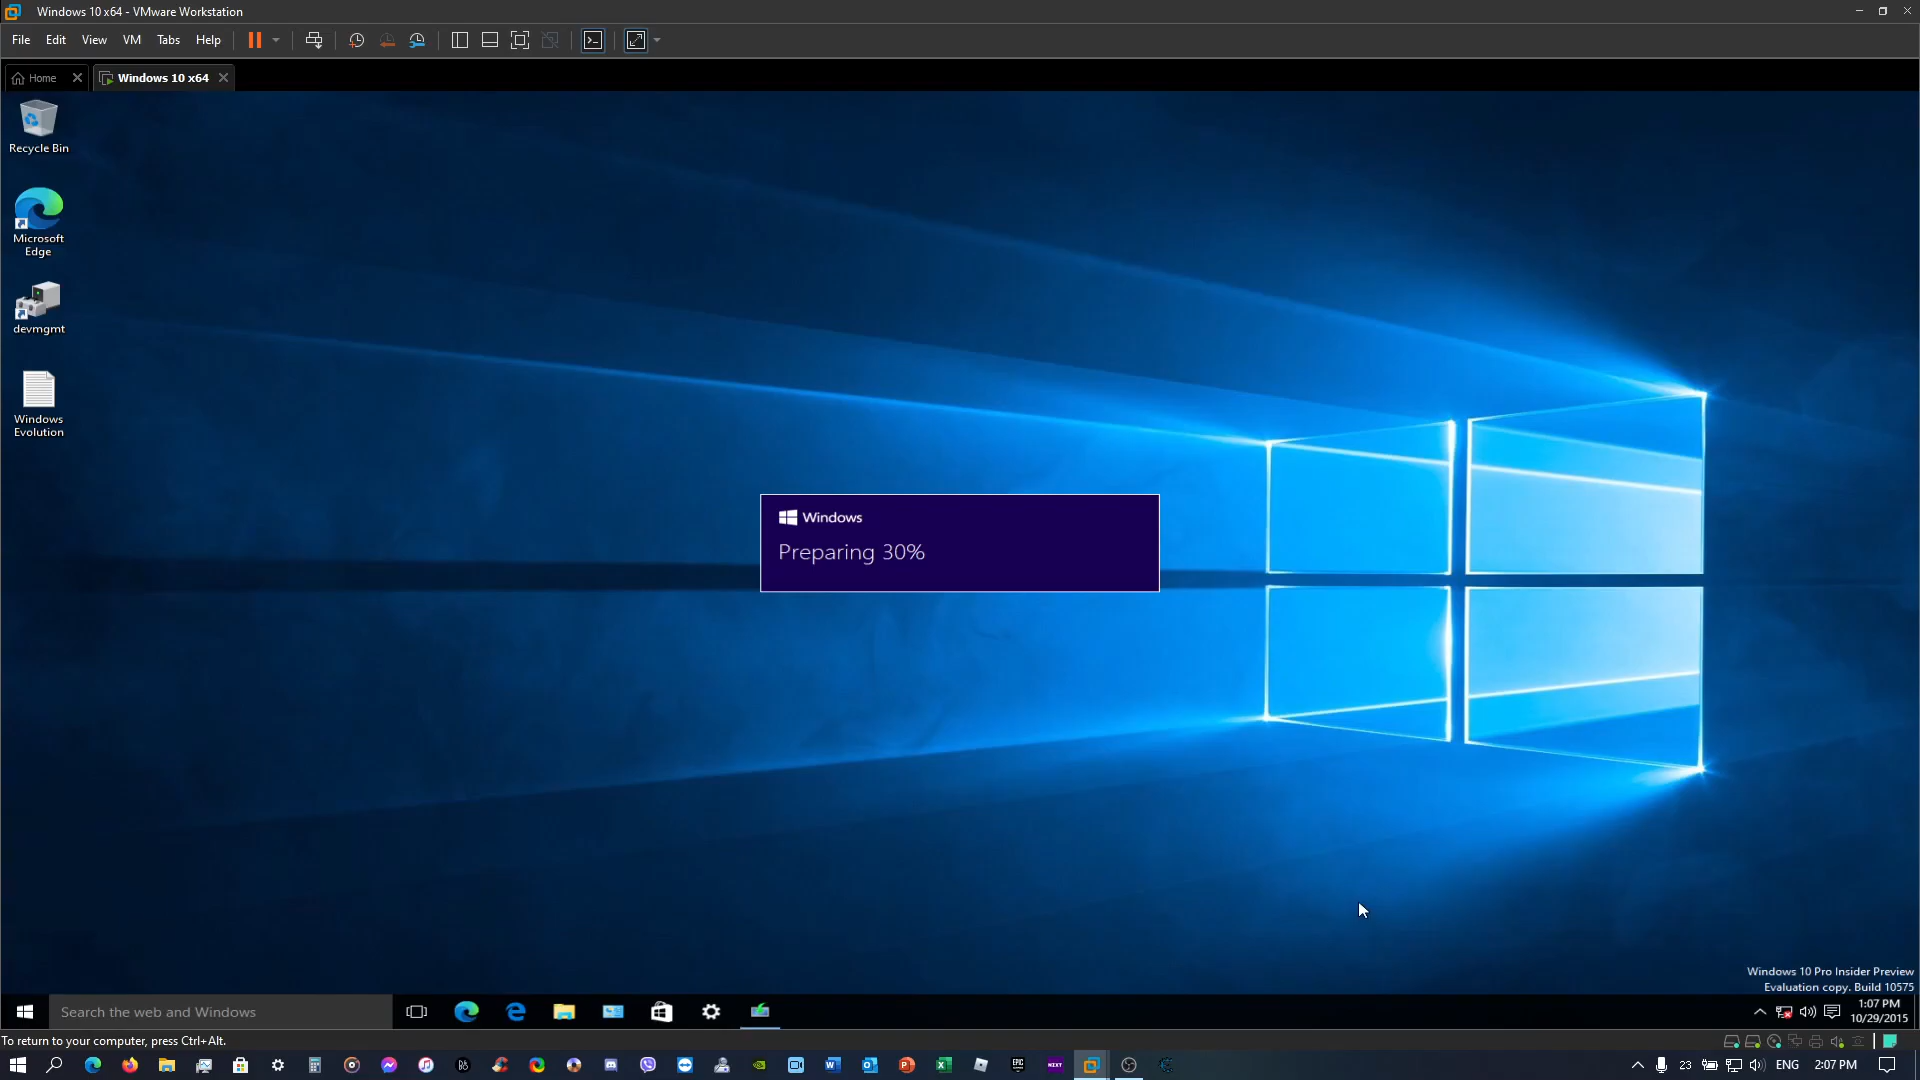 Windows 10 x64 - VMware Workstation
File Edit View VM Tabs Help
Home
Windows 10 x64
Recycle Bin
Microsoft
Edge
devmgmt
Windows
Evolution
Windows
Preparing 30%
Windows 10 Pro Insider Preview
Evaluation copy. Build 10575
Search the web and Windows
1:07 PM
10/29/2015
To return to your computer, press Ctrl+Alt.
23
ENG
2:07 PM